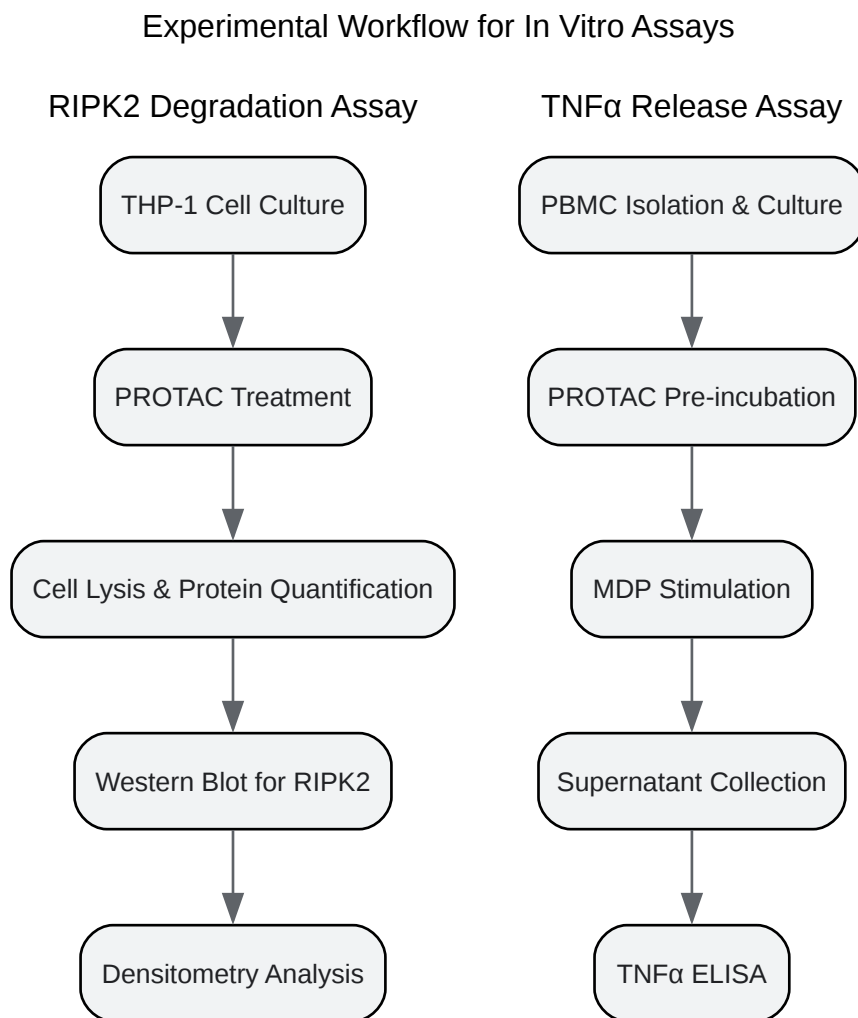 Experimental Workflow for In Vitro Assays
RIPK2 Degradation Assay
THP-1 Cell Culture
PROTAC Treatment
Cell Lysis & Protein Quantification
Western Blot for RIPK2
Densitometry Analysis
TNFα Release Assay
PBMC Isolation & Culture
PROTAC Pre-incubation
MDP Stimulation
Supernatant Collection
TNFα ELISA